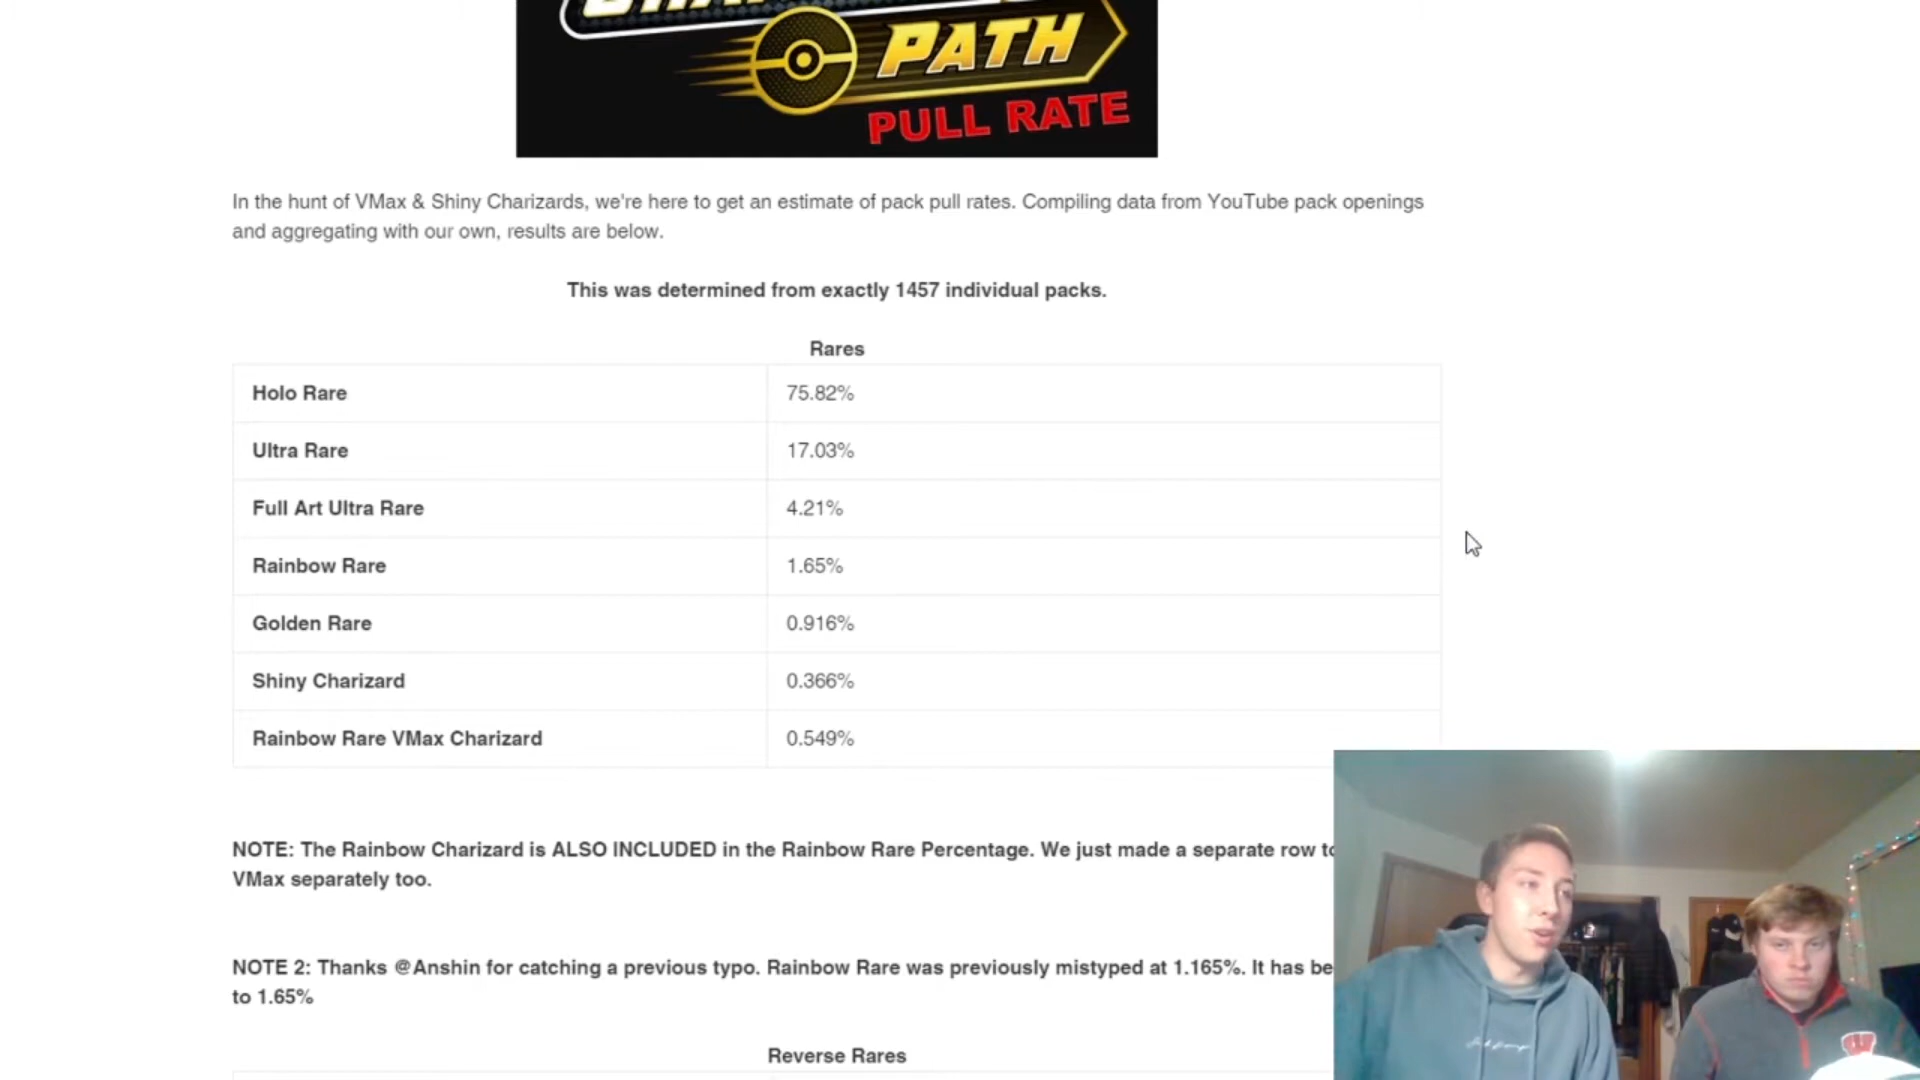 PATH
PULL RATE
In the hunt of VMax & Shiny Charizards, we're here to get an estimate of pack pull rates. Compiling data from YouTube pack openings
and aggregating with our own, results are below.
This was determined from exactly 1457 individual packs.
Rares
Holo Rare 75.82%
Ultra Rare 17.03%
Full Art Ultra Rare 4.21%
Rainbow Rare 1.65%
Golden Rare 0.916%
Shiny Charizard 0.366%
Rainbow Rare VMax Charizard 0.549%
NOTE: The Rainbow Charizard is ALSO INCLUDED in the Rainbow Rare Percentage. We just made a separate row
VMax separately too.
NOTE 2: Thanks @Anshin for catching a previous typo. Rainbow Rare was previously mistyped at 1.165%. It has
to 1.65%
Reverse Rares
W